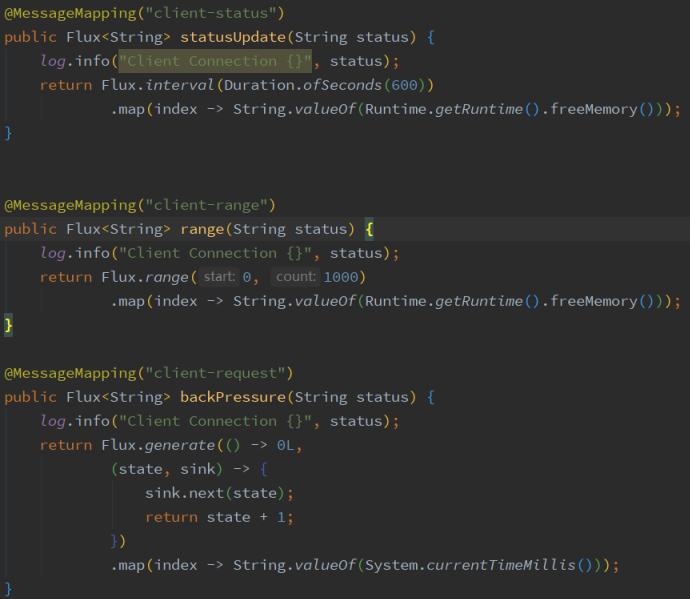 @MessageMapping("client-status")
public Flux<String> statusUpdate(String status) {
    log.info("Client Connection {}", status);
    return Flux.interval(Duration.ofSeconds(600))
            .map(index -> String.valueOf(Runtime.getRuntime().freeMemory()));
}
@MessageMapping("client-range")
public Flux<String> range(String status) {
    log.info("Client Connection {}", status);
    return Flux.range( start: 0,  count: 1000)
            .map(index -> String.valueOf(Runtime.getRuntime().freeMemory()));
}
@MessageMapping("client-request")
public Flux<String> backPressure(String status) {
    log.info("Client Connection {}", status);
    return Flux.generate(() -> 0L,
            (state, sink) -> {
                sink.next(state);
                return state + 1;
            })
            .map(index -> String.valueOf(System.currentTimeMillis()));
}